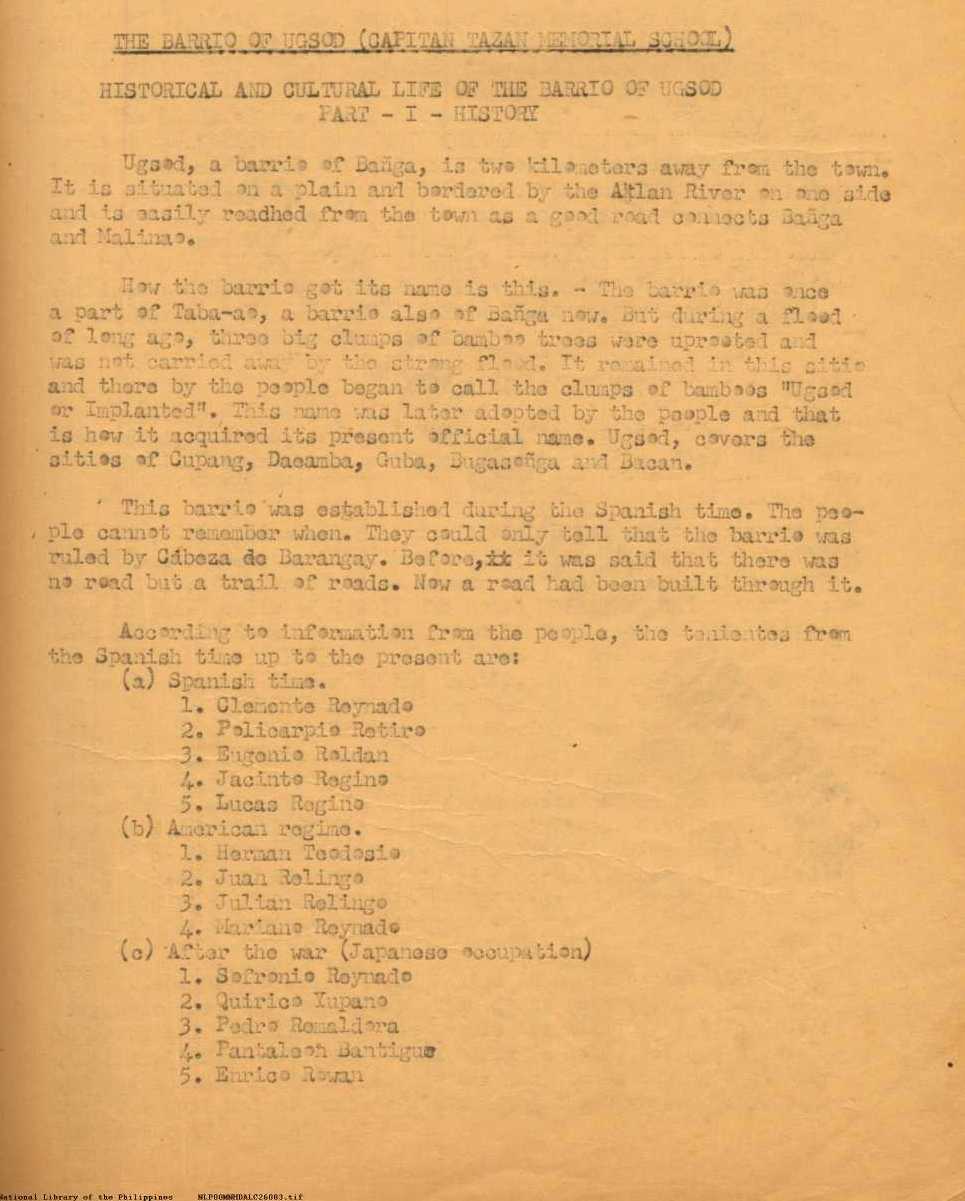 THE BARRIO OF UGSOD (CAPITAN TAZAN MEMORIAL SCHOOL)
HISTORICAL AND CULTURAL LIFE OF THE BARRIO OF UGSOD
PART - I - HISTORY
Ugsod, a barrio of Bañga, is two kilometers away from the town.
It is situated on a plain and bordered by the Aklan River on one side
and is easily readhed from the town as a good road connects Bañga
and Malinao.
How the barrio got its name is this. - The barrio was once
a part of Taba-ao, a barrio also of Bañga now. But during a flood
of long ago, three big clumps of bamboo trees were uprooted and
was not carried away by the strong flood. It remained in this sitio
and there by the people began to call the clumps of bamboos "Ugsod
or Implanted". This name was later adopted by the people and that
is how it acquired its present official name. Ugsod, covers the
sitios of Cupang, Dacamba, Guba, Bugasoñga and Bacan.
This barrio was established during the Spanish time. The peo-
ple cannot remember when. They could only tell that the barrio was
ruled by Cabeza de Barangay. Before, it was said that there was
no road but a trail of roads. Now a road had been built through it.
According to information from the people, the tenientes from
the Spanish time up to the present are:
(a) Spanish time.
1. Clemente Reynado
2. Policarpio Retiro
3. Eugenio Roldan
4. Jacinto Regino
5. Lucas Regino
(b) American regime.
1. Herman Teodosio
2. Juan Relingo
3. Julian Relingo
4. Mariano Reynado
(c) After the war (Japanese occupation)
1. Sofronio Reynado
2. Quirico Yupano
3. Pedro Romaldora
4. Pantaleon Bantigue
5. Enrico Rowan
National Library of the Philippines NLP00MNHDALC26003.tif